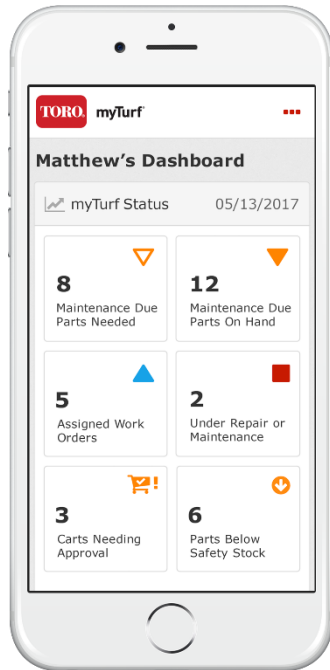 TORO. myTurf
Matthew's Dashboard
myTurf Status 05/13/2017
8
Maintenance Due
Parts Needed
12
Maintenance Due
Parts On Hand
5
Assigned Work
Orders
2
Under Repair or
Maintenance
3
Carts Needing
Approval
6
Parts Below
Safety Stock